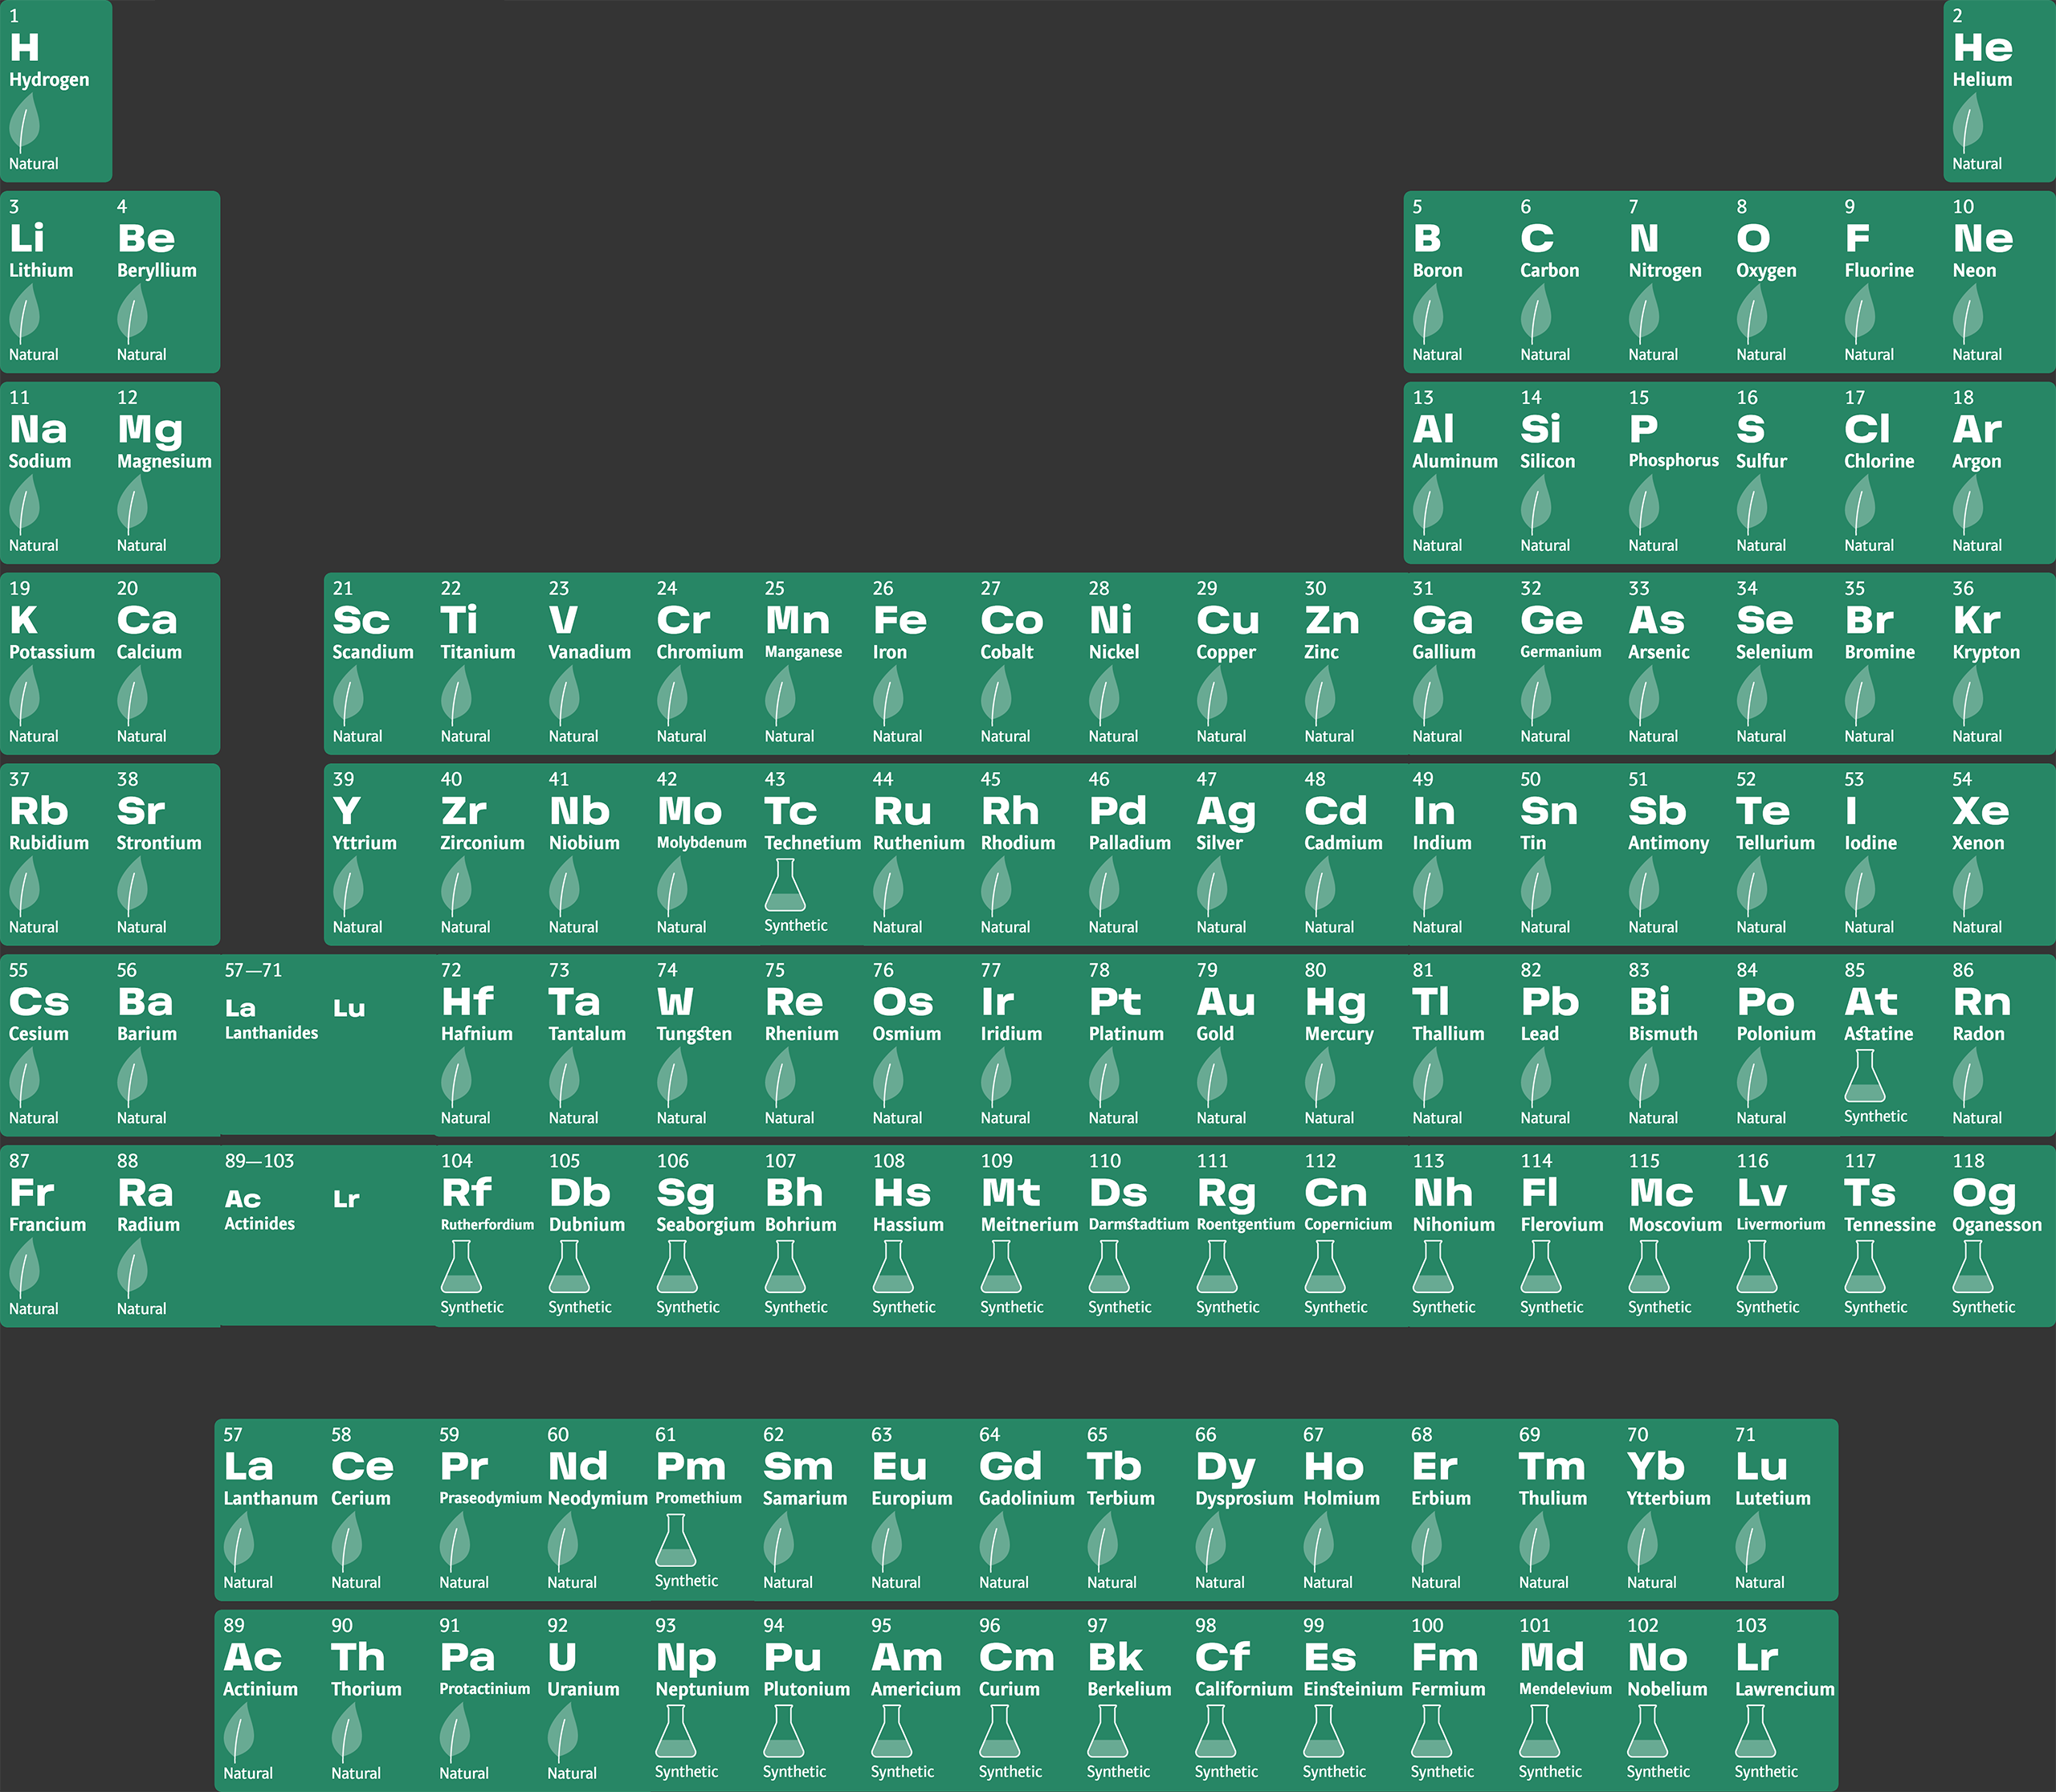 1 2
H He
Hydrogen Helium
Natural Natural
3 4 5 6 7 8 9 10
Li Be B C N O F Ne
Lithium Beryllium Boron Carbon Nitrogen Oxygen Fluorine Neon
Natural Natural Natural Natural Natural Natural Natural Natural
11 12 13 14 15 16 17 18
Na Mg Al Si P S Cl Ar
Sodium Magnesium Aluminum Silicon Phosphorus Sulfur Chlorine Argon
Natural Natural Natural Natural Natural Natural Natural Natural
19 20 21 22 23 24 25 26 27 28 29 30 31 32 33 34 35 36
K Ca Sc Ti V Cr Mn Fe Co Ni Cu Zn Ga Ge As Se Br Kr
Potassium Calcium Scandium Titanium Vanadium Chromium Manganese Iron Cobalt Nickel Copper Zinc Gallium Germanium Arsenic Selenium Bromine Krypton
Natural Natural Natural Natural Natural Natural Natural Natural Natural Natural Natural Natural Natural Natural Natural Natural Natural Natural
37 38 39 40 41 42 43 44 45 46 47 48 49 50 51 52 53 54
Rb Sr Y Zr Nb Mo Tc Ru Rh Pd Ag Cd In Sn Sb Te I Xe
Rubidium Strontium Yttrium Zirconium Niobium Molybdenum Technetium Ruthenium Rhodium Palladium Silver Cadmium Indium Tin Antimony Tellurium Iodine Xenon
Natural Natural Natural Natural Natural Natural Synthetic Natural Natural Natural Natural Natural Natural Natural Natural Natural Natural Natural
55 56 57—71 72 73 74 75 76 77 78 79 80 81 82 83 84 85 86
Cs Ba La Lu Hf Ta W Re Os Ir Pt Au Hg Tl Pb Bi Po At Rn
Cesium Barium Lanthanides Hafnium Tantalum Tungsten Rhenium Osmium Iridium Platinum Gold Mercury Thallium Lead Bismuth Polonium Astatine Radon
Natural Natural Natural Natural Natural Natural Natural Natural Natural Natural Natural Natural Natural Natural Natural Synthetic Natural
87 88 89—103 104 105 106 107 108 109 110 111 112 113 114 115 116 117 118
Fr Ra Ac Lr Rf Db Sg Bh Hs Mt Ds Rg Cn Nh Fl Mc Lv Ts Og
Francium Radium Actinides Rutherfordium Dubnium Seaborgium Bohrium Hassium Meitnerium Darmstadtium Roentgentium Copernicium Nihonium Flerovium Moscovium Livermorium Tennessine Oganesson
Natural Natural Synthetic Synthetic Synthetic Synthetic Synthetic Synthetic Synthetic Synthetic Synthetic Synthetic Synthetic Synthetic Synthetic Synthetic Synthetic
57 58 59 60 61 62 63 64 65 66 67 68 69 70 71
La Ce Pr Nd Pm Sm Eu Gd Tb Dy Ho Er Tm Yb Lu
Lanthanum Cerium Praseodymium Neodymium Promethium Samarium Europium Gadolinium Terbium Dysprosium Holmium Erbium Thulium Ytterbium Lutetium
Natural Natural Natural Natural Synthetic Natural Natural Natural Natural Natural Natural Natural Natural Natural Natural
89 90 91 92 93 94 95 96 97 98 99 100 101 102 103
Ac Th Pa U Np Pu Am Cm Bk Cf Es Fm Md No Lr
Actinium Thorium Protactinium Uranium Neptunium Plutonium Americium Curium Berkelium Californium Einsteinium Fermium Mendelevium Nobelium Lawrencium
Natural Natural Natural Natural Synthetic Synthetic Synthetic Synthetic Synthetic Synthetic Synthetic Synthetic Synthetic Synthetic Synthetic